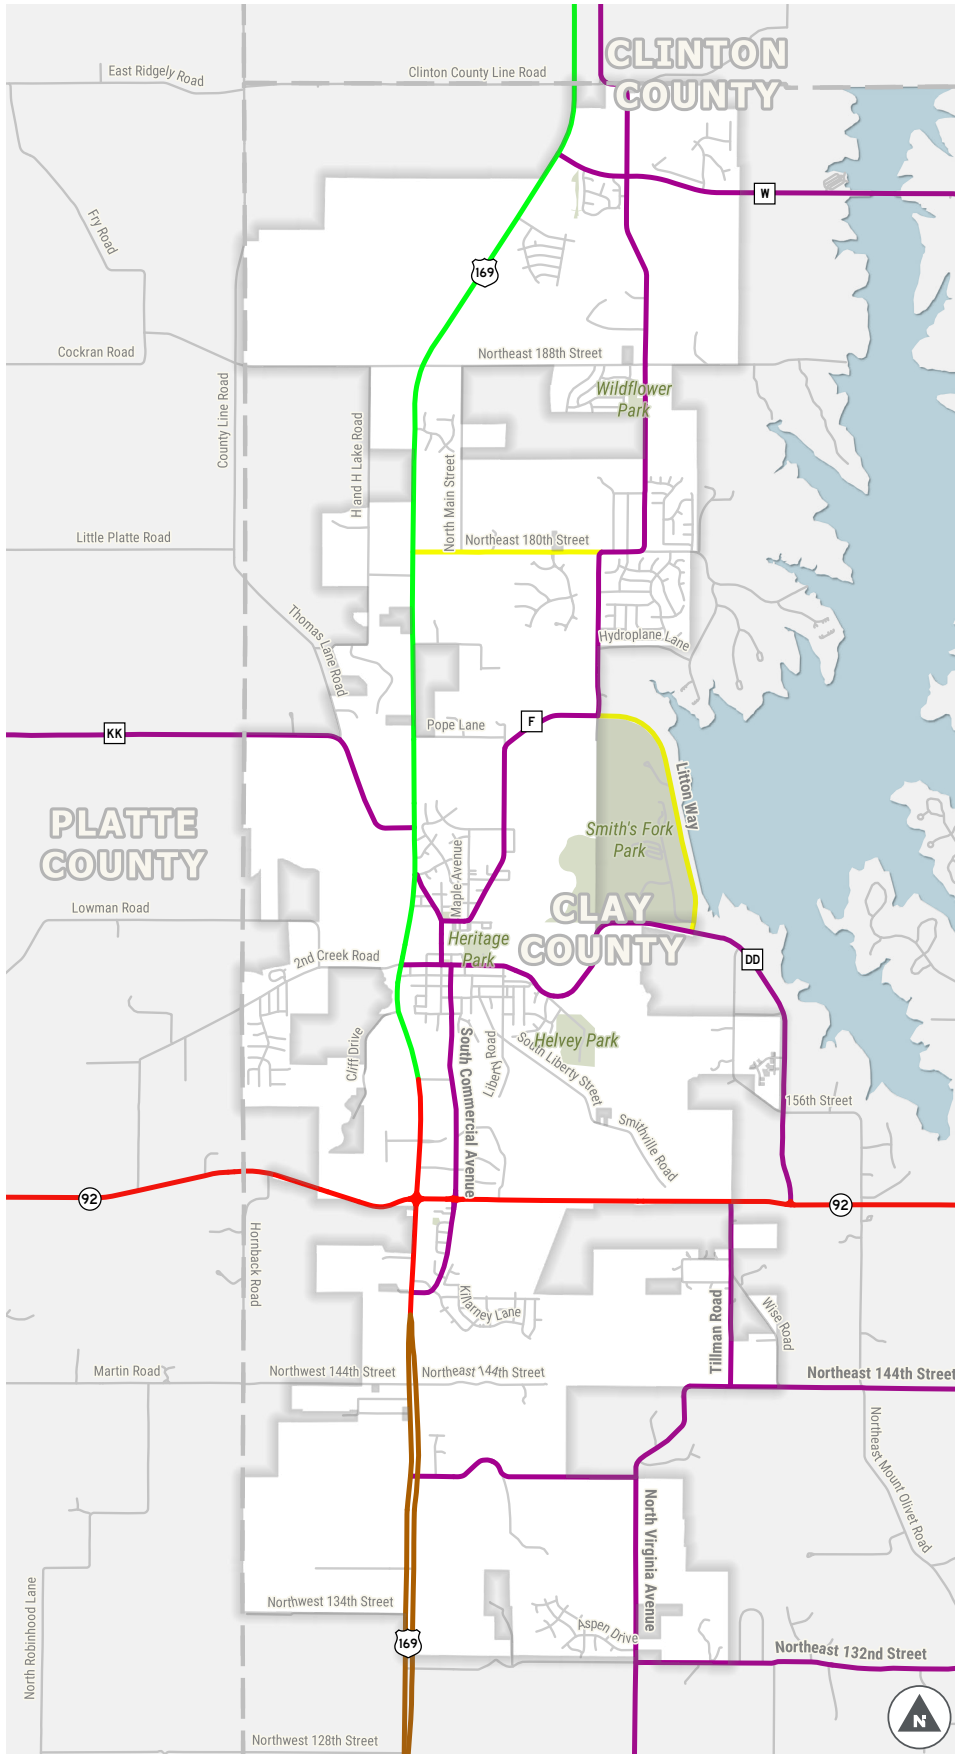 CLINTON
COUNTY
East Ridgely Road
Clinton County Line Road
W
Fry Road
169
Cockran Road
Northeast 188th Street
County Line Road
Wildflower
Park
H and H Lake Road
North Main Street
Little Platte Road
Northeast 180th Street
Thomas Lane Road
Hydroplane Lane
KK
F
Pope Lane
Litton Way
PLATTE
COUNTY
Smith's Fork
Park
Maple Avenue
Lowman Road
CLAY
COUNTY
Heritage
Park
2nd Creek Road
DD
Cliff Drive
South Commercial Avenue
Liberty Road
Helvey Park
South Liberty Street
156th Street
Smithville Road
92
92
Hornback Road
Killarney Lane
Tillman Road
Wise Road
Martin Road
Northwest 144th Street
Northeast 144th Street
Northeast 144th Street
Northeast Mount Olivet Road
North Virginia Avenue
North Robinhood Lane
Northwest 134th Street
Aspen Drive
169
Northeast 132nd Street
Northwest 128th Street
N